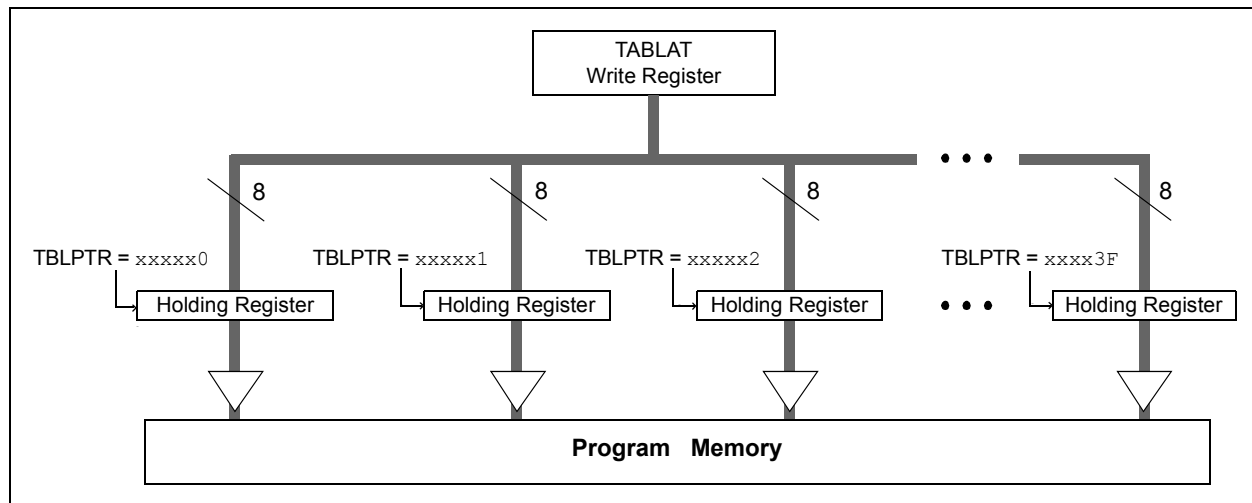 TABLAT
Write Register
• • •
8
8
8
8
TBLPTR = xxxxx0
TBLPTR = xxxxx1
TBLPTR = xxxxx2
TBLPTR = xxxx3F
Holding Register
Holding Register
Holding Register
• • •
Holding Register
Program Memory